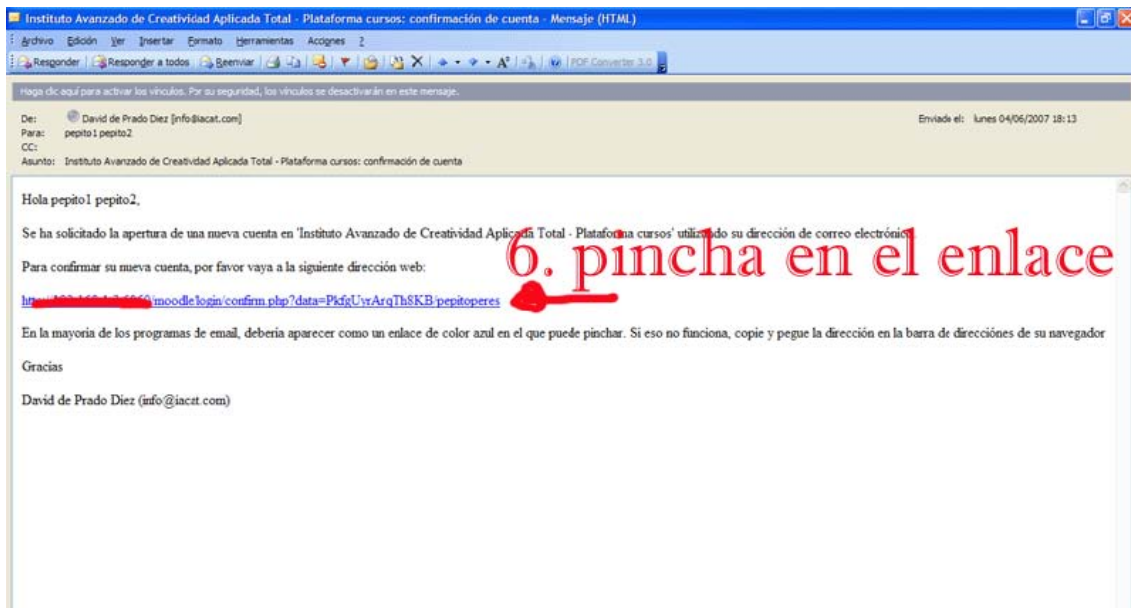 Instituto Avanzado de Creatividad Aplicada Total - Plataforma cursos: confirmación de cuenta - Mensaje (HTML)
Archivo Edición Ver Insertar Formato Herramientas Acciones ?
Responder Responder a todos Reenviar PDF Converter 3.0
Haga clic aquí para activar los vínculos. Por su seguridad, los vínculos se desactivarán en este mensaje.
De: David de Prado Diez [info@iacat.com] Enviado el: lunes 04/06/2007 18:13
Para: pepito1 pepito2
CC:
Asunto: Instituto Avanzado de Creatividad Aplicada Total - Plataforma cursos: confirmación de cuenta
Hola pepito1 pepito2,
Se ha solicitado la apertura de una nueva cuenta en 'Instituto Avanzado de Creatividad Aplicada Total - Plataforma cursos' utilizando su dirección de correo electrónico.
6. pincha en el enlace
Para confirmar su nueva cuenta, por favor vaya a la siguiente dirección web:
/moodle/login/confirm.php?data=PkfgUvrArqTh8KB/pepitoperes
En la mayoria de los programas de email, debería aparecer como un enlace de color azul en el que puede pinchar. Si eso no funciona, copie y pegue la dirección en la barra de direcciónes de su navegador
Gracias
David de Prado Diez (info@iacat.com)